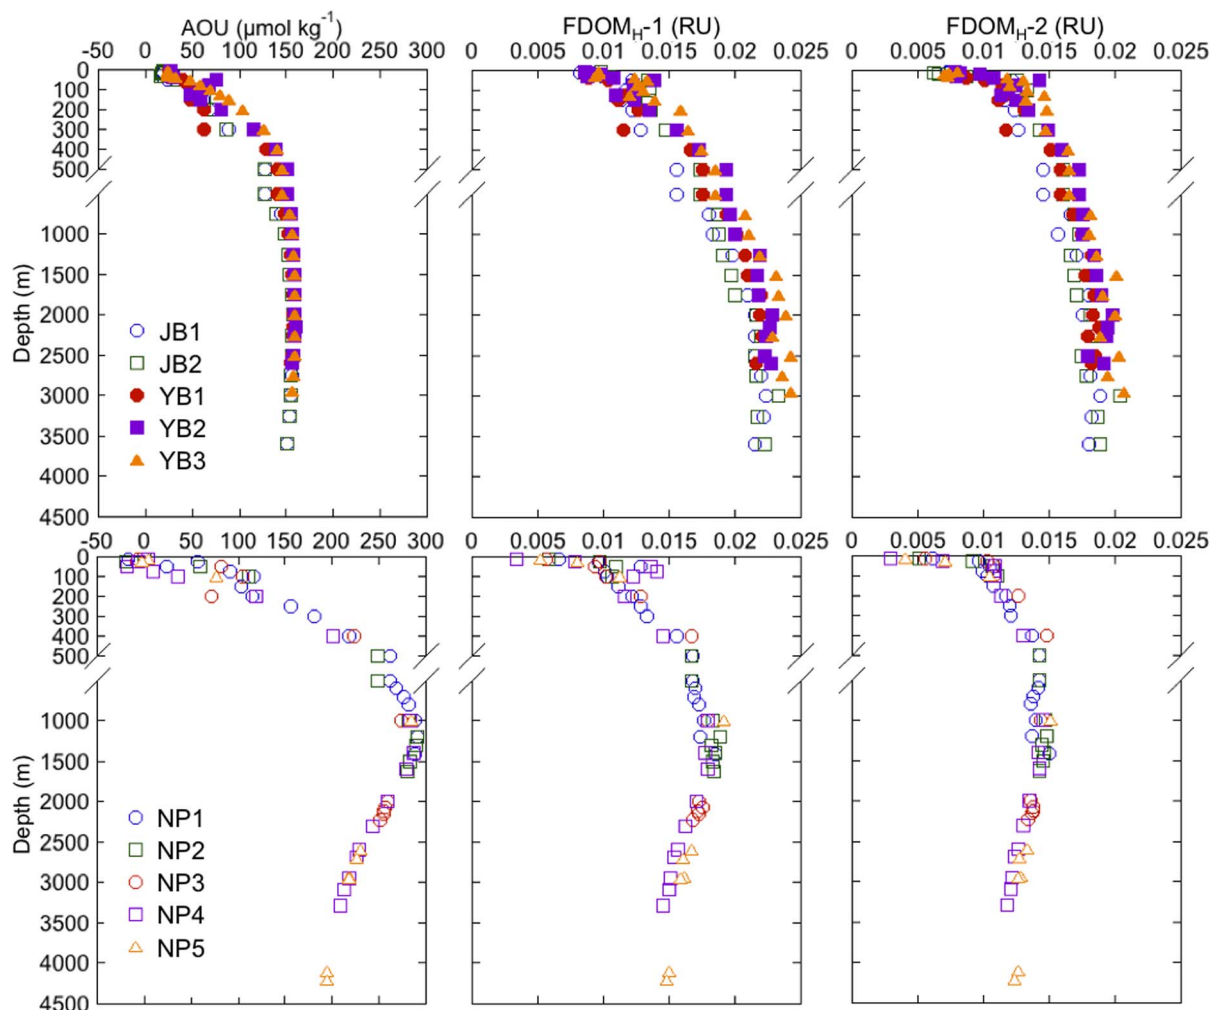 AOU (µmol kg⁻¹) FDOM_H-1 (RU) FDOM_H-2 (RU)
-50 0 50 100 150 200 250 300 0 0.005 0.01 0.015 0.02 0.025 0 0.005 0.01 0.015 0.02 0.025
0
100
200
300
400
500
1000
1500
2000
2500
3000
3500
4000
4500
Depth (m)
JB1
JB2
YB1
YB2
YB3
-50 0 50 100 150 200 250 300 0 0.005 0.01 0.015 0.02 0.025 0 0.005 0.01 0.015 0.02 0.025
0
100
200
300
400
500
1000
1500
2000
2500
3000
3500
4000
4500
Depth (m)
NP1
NP2
NP3
NP4
NP5